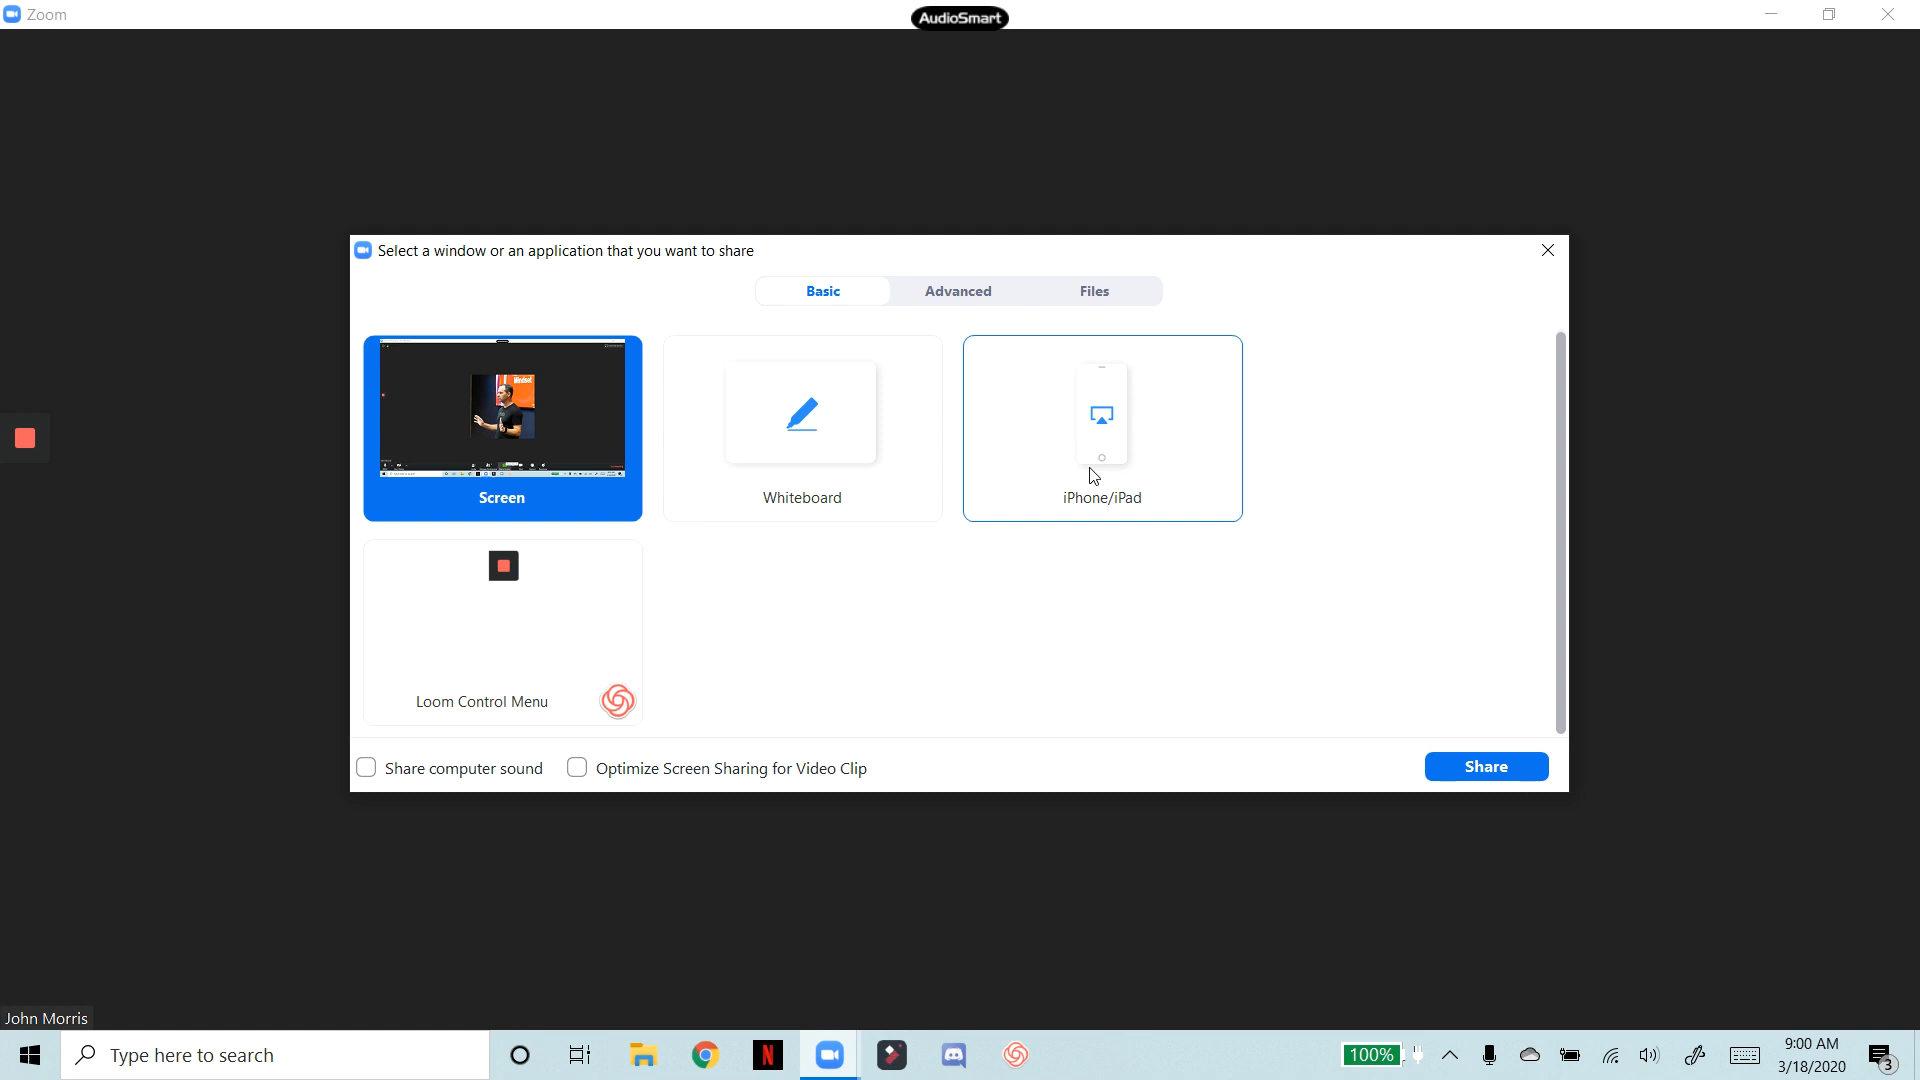 Zoom
AudioSmart
Select a window or an application that you want to share
Basic
Advanced
Files
Mindset
Screen
Whiteboard
iPhone/iPad
Loom Control Menu
Share computer sound
Optimize Screen Sharing for Video Clip
Share
John Morris
Type here to search
N
100%
9:00 AM
3/18/2020
3